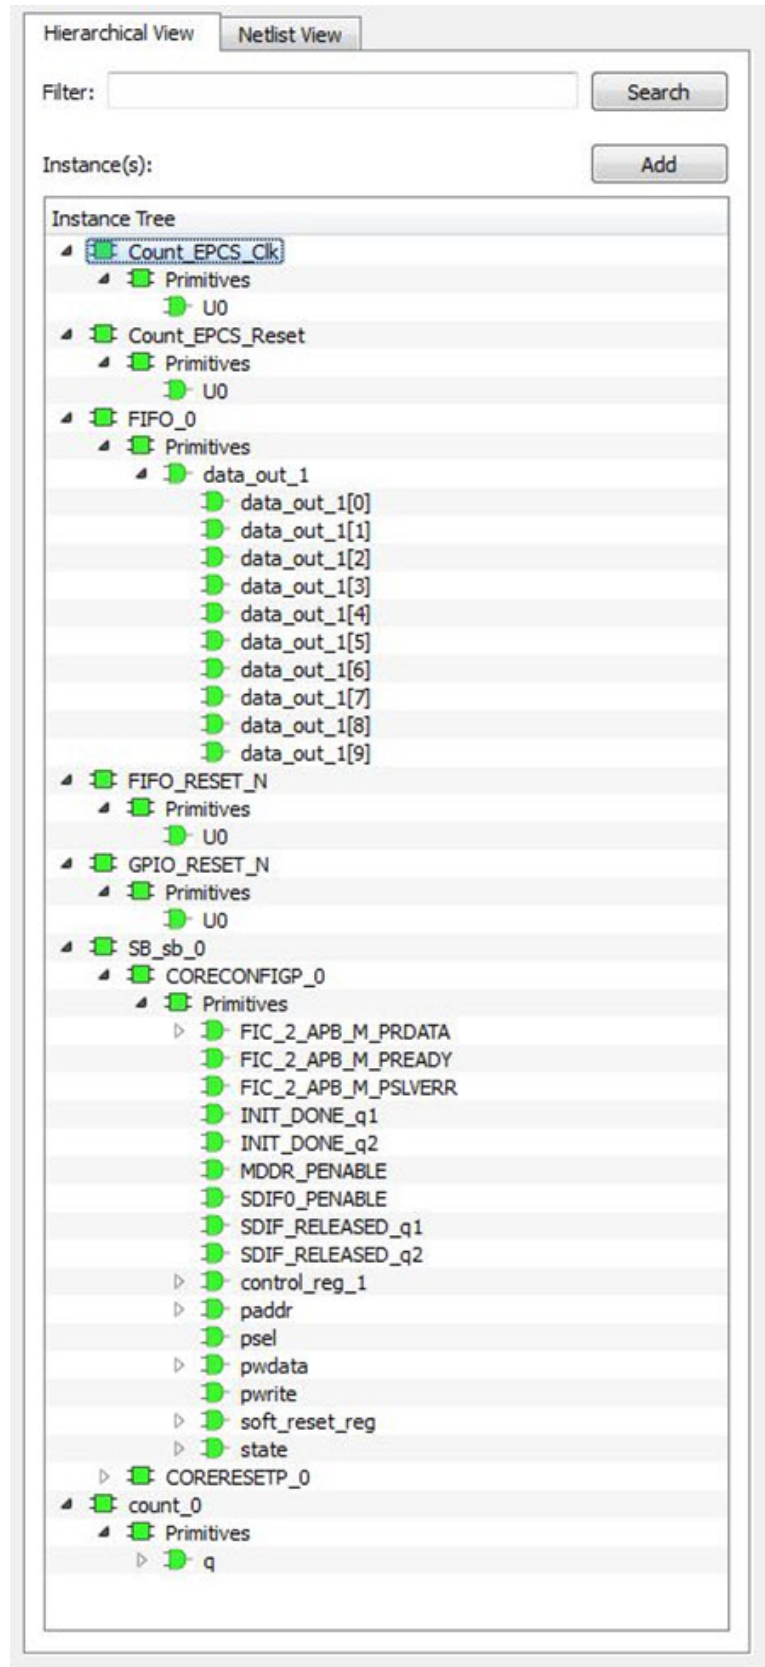 Hierarchical View Netlist View
Filter: Search
Instance(s): Add
Instance Tree
Count_EPCS_Clk
Primitives
U0
Count_EPCS_Reset
Primitives
U0
FIFO_0
Primitives
data_out_1
data_out_1[0]
data_out_1[1]
data_out_1[2]
data_out_1[3]
data_out_1[4]
data_out_1[5]
data_out_1[6]
data_out_1[7]
data_out_1[8]
data_out_1[9]
FIFO_RESET_N
Primitives
U0
GPIO_RESET_N
Primitives
U0
SB_sb_0
CORECONFIGP_0
Primitives
FIC_2_APB_M_PRDATA
FIC_2_APB_M_PREADY
FIC_2_APB_M_PSLVERR
INIT_DONE_q1
INIT_DONE_q2
MDDR_PENABLE
SDIF0_PENABLE
SDIF_RELEASED_q1
SDIF_RELEASED_q2
control_reg_1
paddr
psel
pwdata
pwrite
soft_reset_reg
state
CORERESETP_0
count_0
Primitives
q